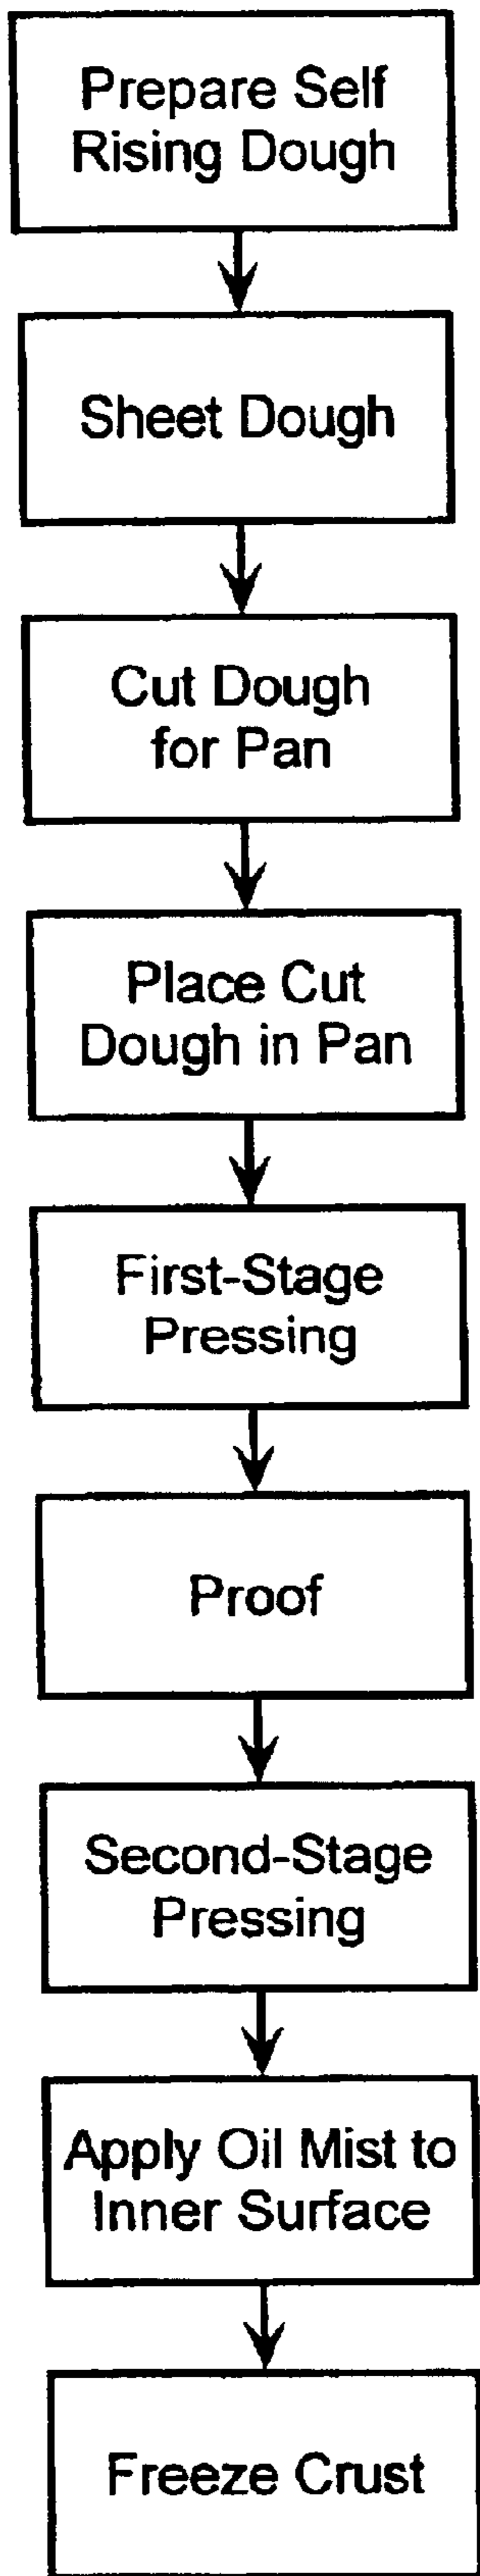 Prepare Self
Rising Dough
Sheet Dough
Cut Dough
for Pan
Place Cut
Dough in Pan
First-Stage
Pressing
Proof
Second-Stage
Pressing
Apply Oil Mist to
Inner Surface
Freeze Crust